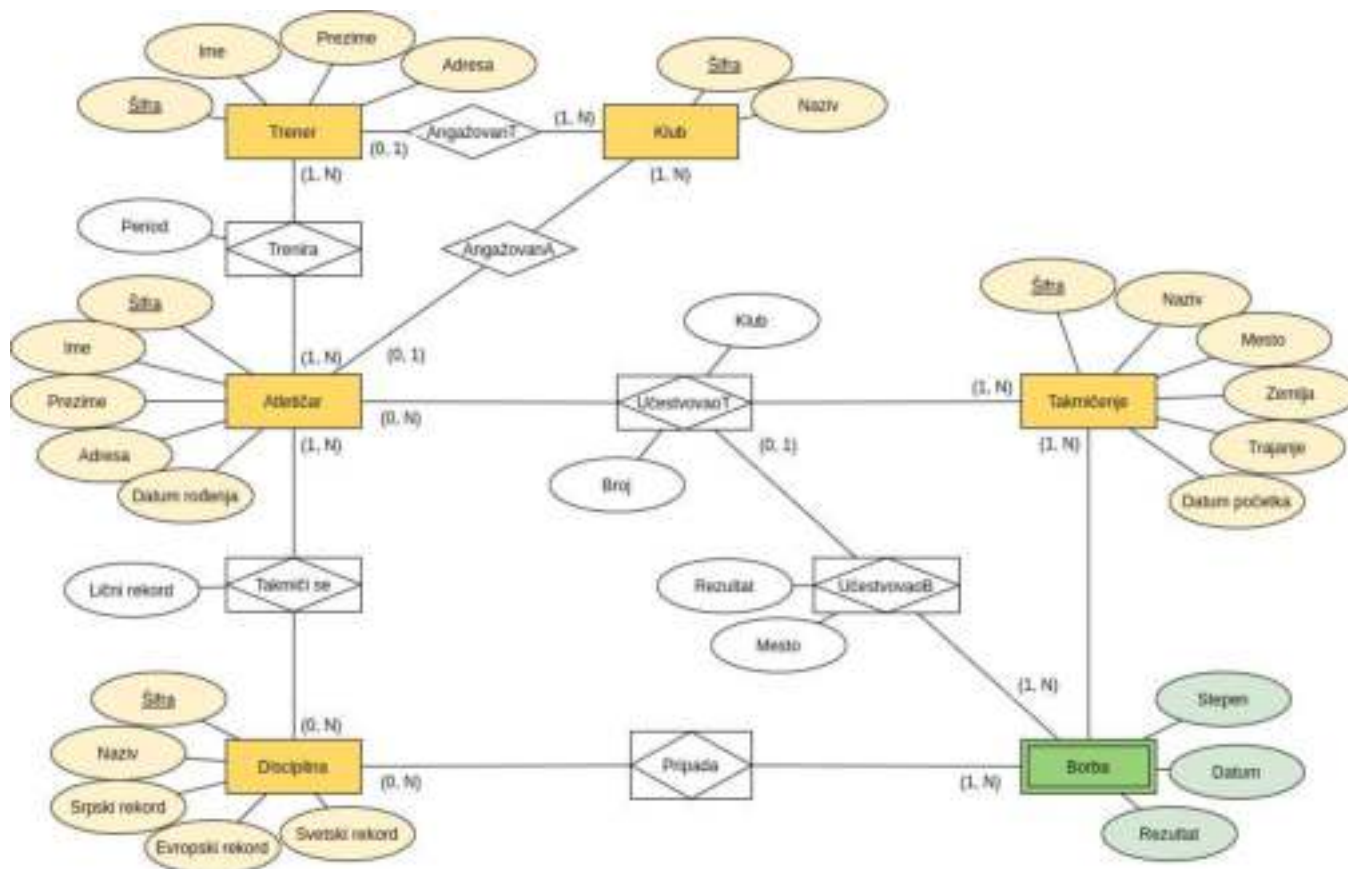 Ime
Prezime
Adresa
Šifra
Trener
(0, 1)
AngažovanT
(1, N)
Klub
Šifra
Naziv
(1, N)
(1, N)
Period
Trenira
AngažovanA
Šifra
Ime
Prezime
Adresa
Datum rođenja
(1, N)
(0, 1)
Atletičar
(0, N)
(1, N)
Klub
UčestvovaoT
Broj
(0, 1)
(1, N)
Takmičenje
Šifra
Naziv
Mesto
Zemlja
Trajanje
Datum početka
(1, N)
Lični rekord
Takmiči se
Rezultat
UčestvovaoB
Mesto
(1, N)
Šifra
Naziv
Srpski rekord
Evropski rekord
Svetski rekord
(0, N)
Disciplina
(0, N)
Pripada
(1, N)
Borba
Stepen
Datum
Rezultat